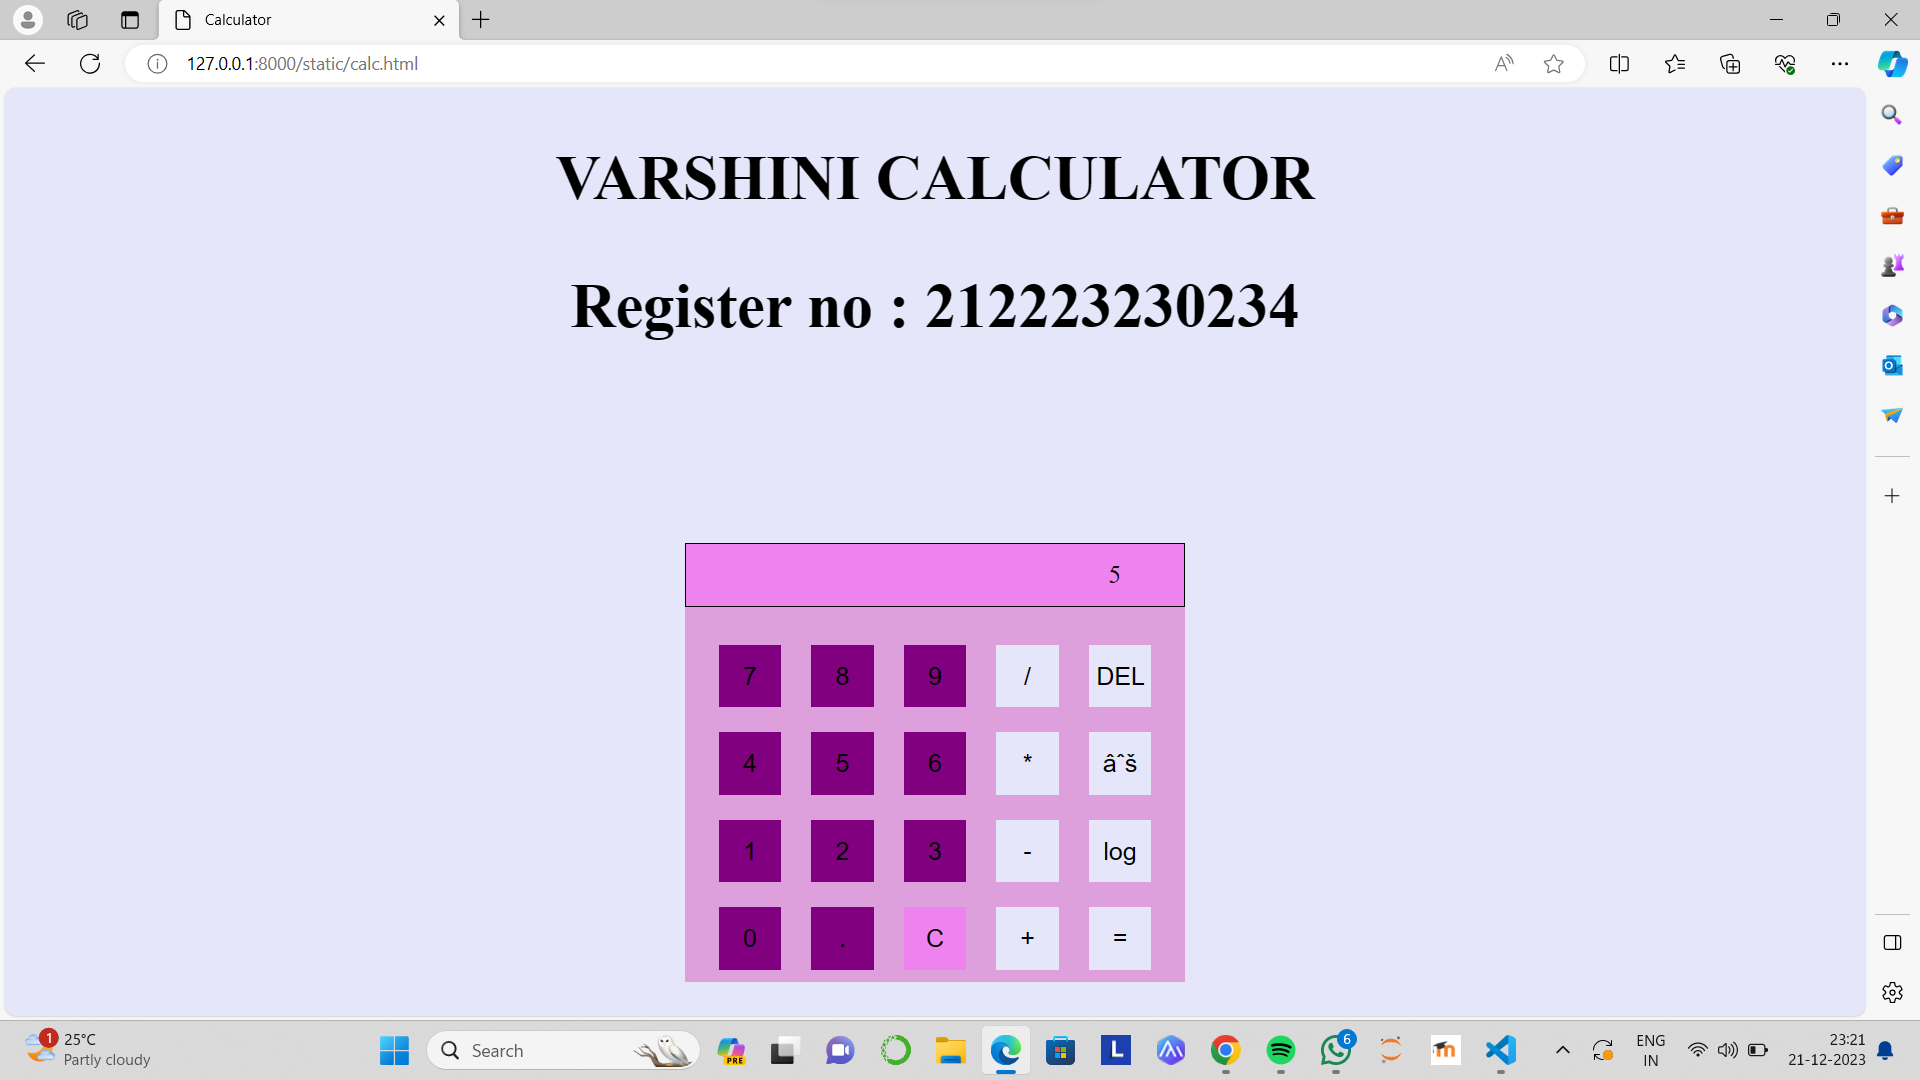 Calculator
127.0.0.1:8000/static/calc.html
VARSHINI CALCULATOR
Register no : 212223230234
5
7 8 9 / DEL
4 5 6 * âˆš
1 2 3 - log
0 . C + =
1
25°C
Partly cloudy
Search
PRE
L
6
m
ENG
IN
23:21
21-12-2023